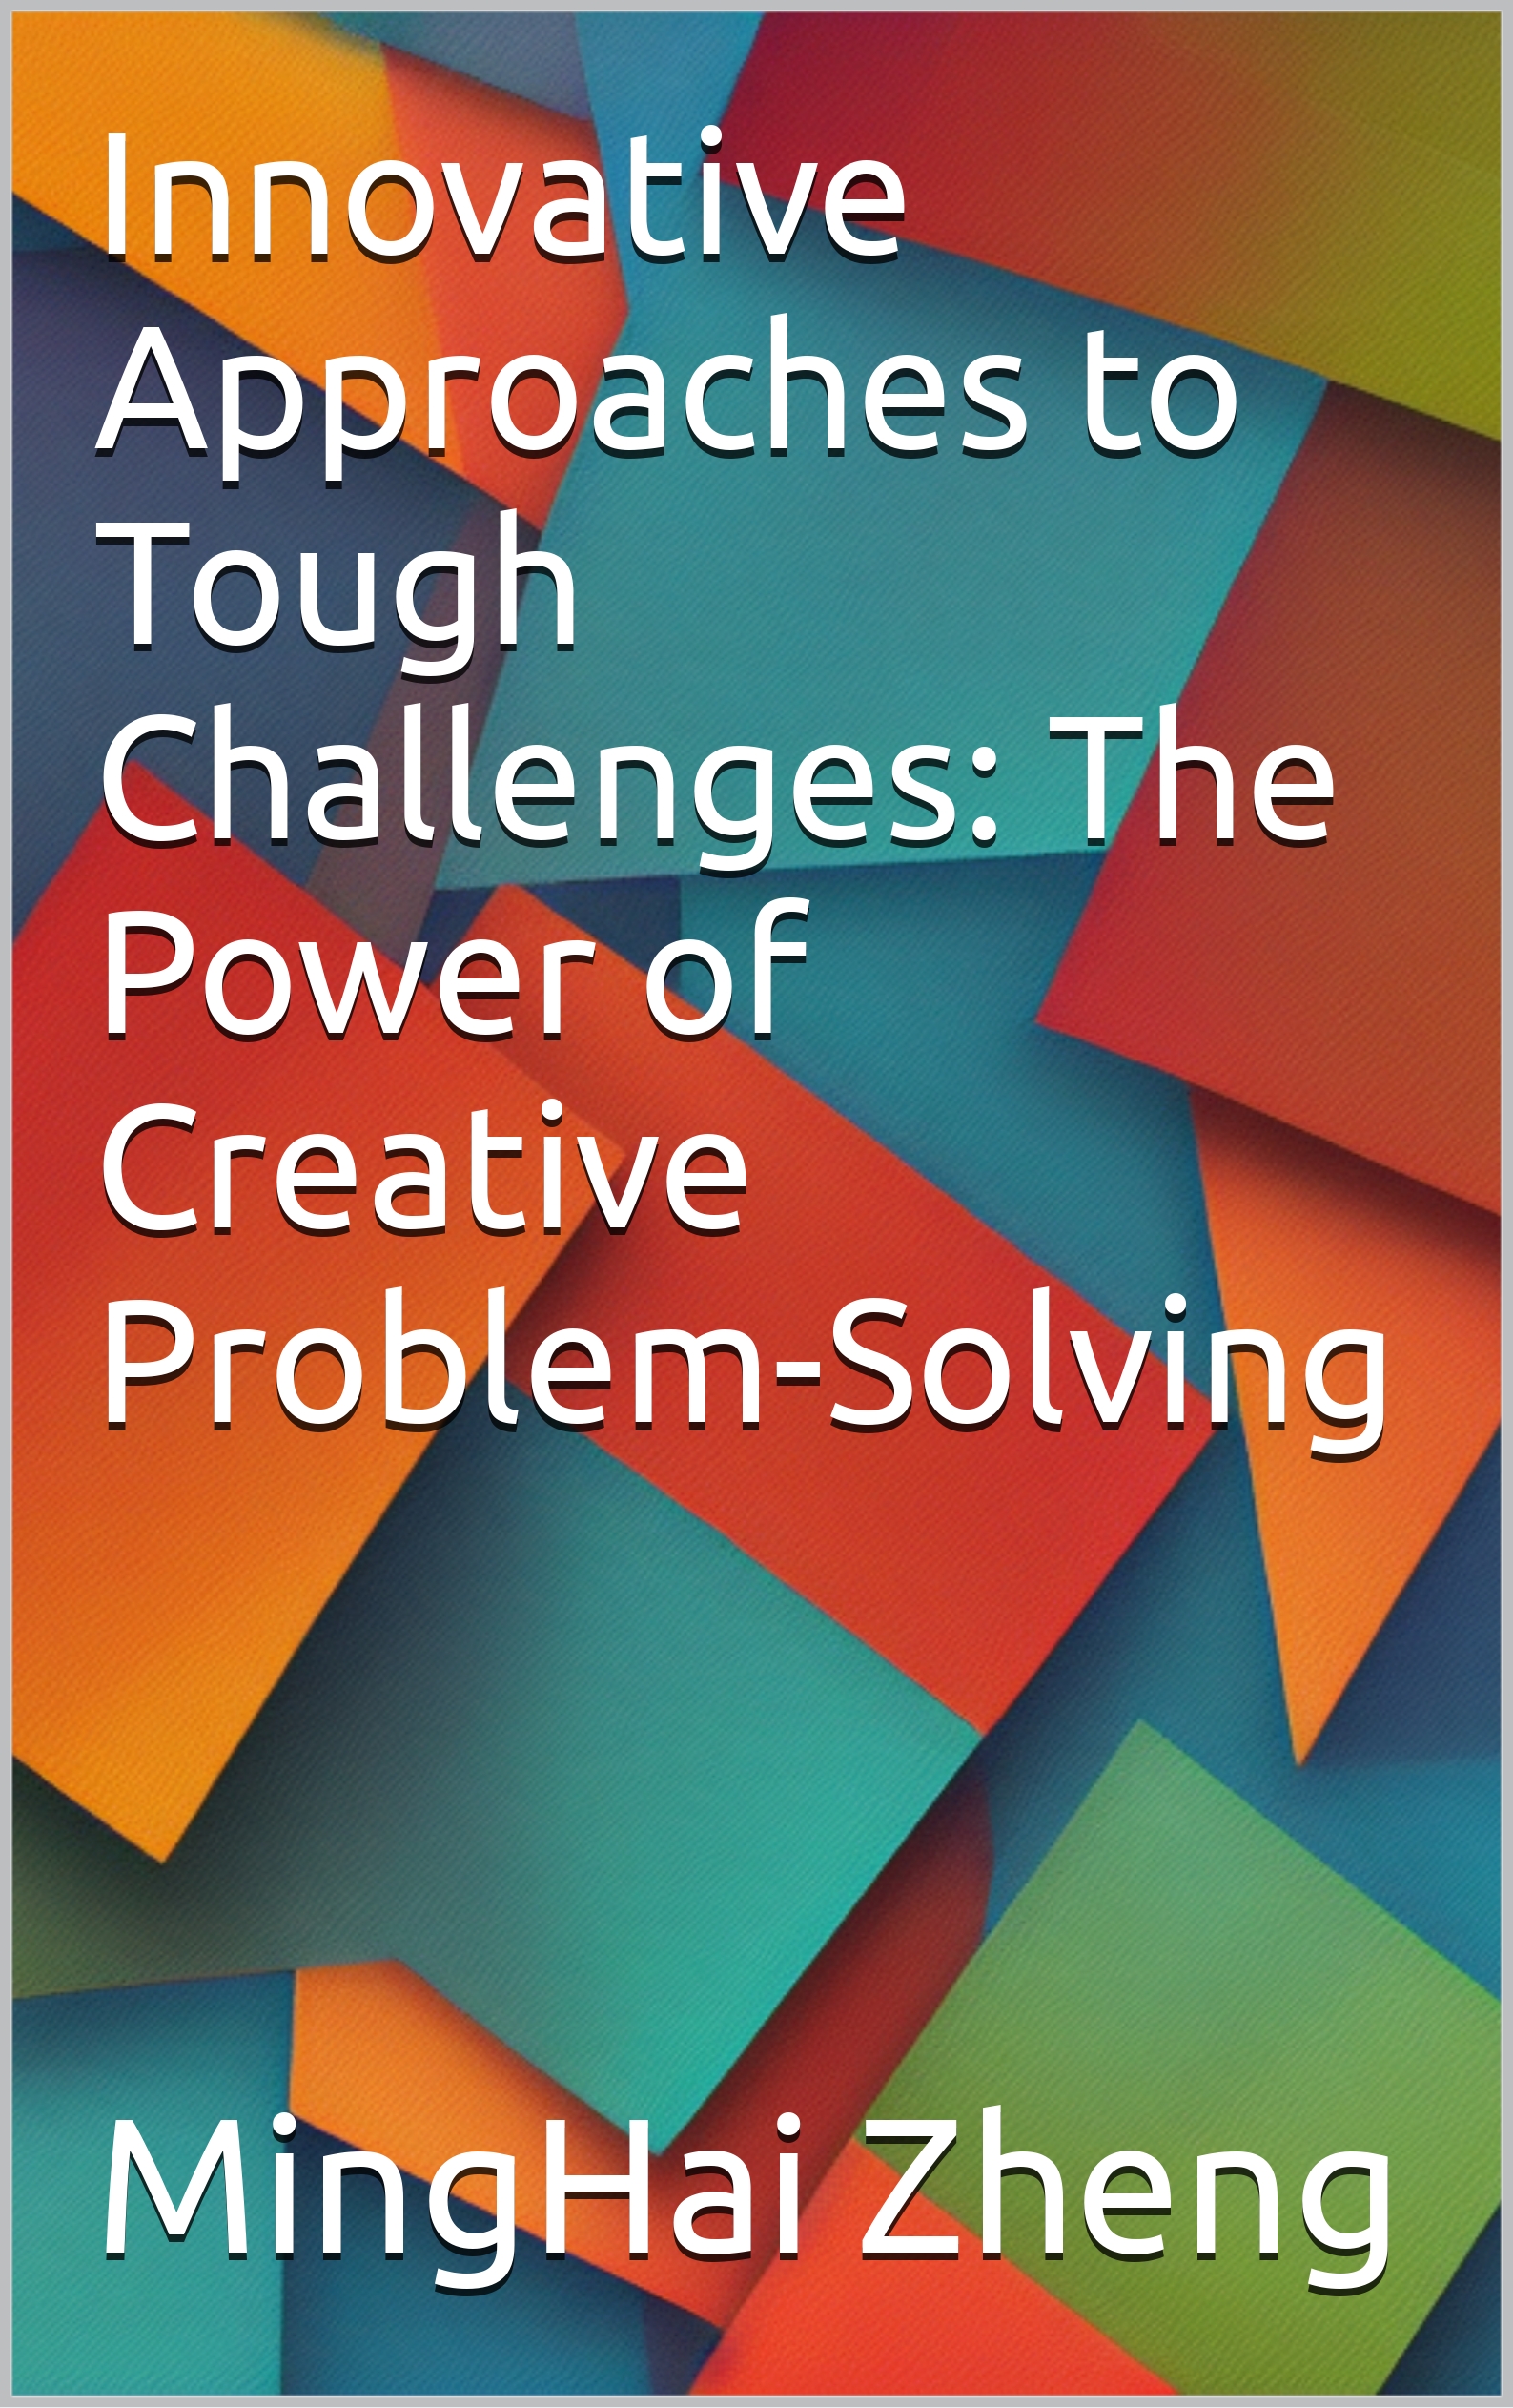 Innovative
Approaches to
Tough
Challenges: The
Power of
Creative
Problem-Solving
MingHai Zheng